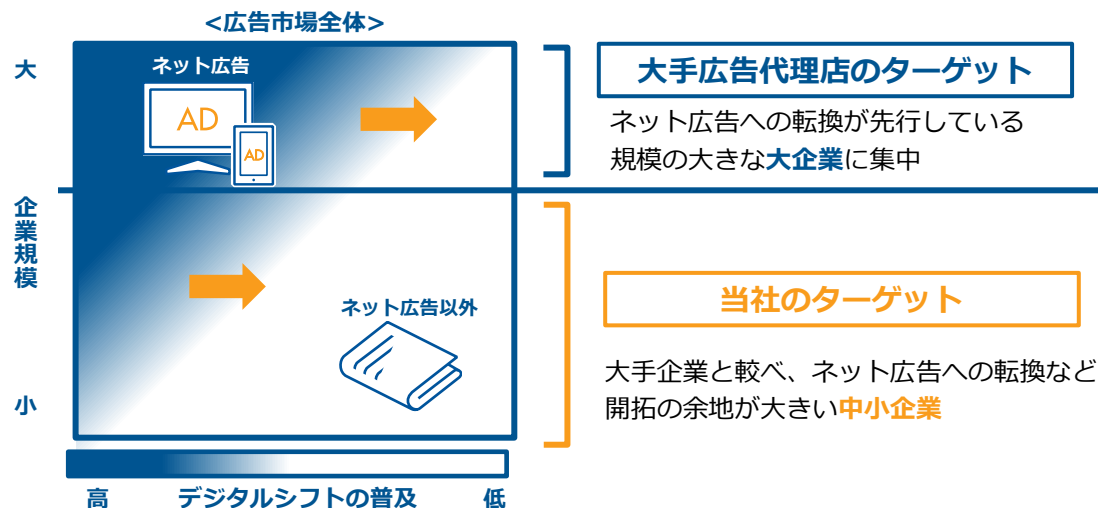 <広告市場全体>
大
ネット広告
AD
AD
大手広告代理店のターゲット
ネット広告への転換が先行している
規模の大きな大企業に集中
企業規模
ネット広告以外
当社のターゲット
大手企業と較べ、ネット広告への転換など
開拓の余地が大きい中小企業
小
高 デジタルシフトの普及 低